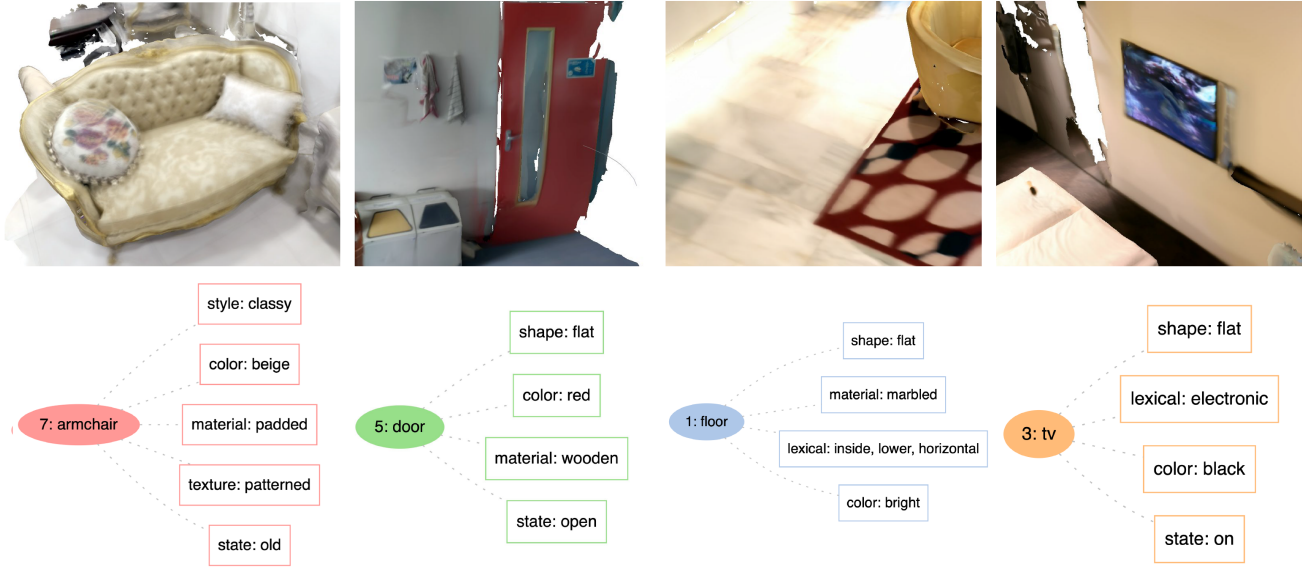 style: classy
color: beige
7: armchair
material: padded
texture: patterned
state: old
shape: flat
color: red
5: door
material: wooden
state: open
shape: flat
material: marbled
1: floor
lexical: inside, lower, horizontal
color: bright
shape: flat
lexical: electronic
3: tv
color: black
state: on